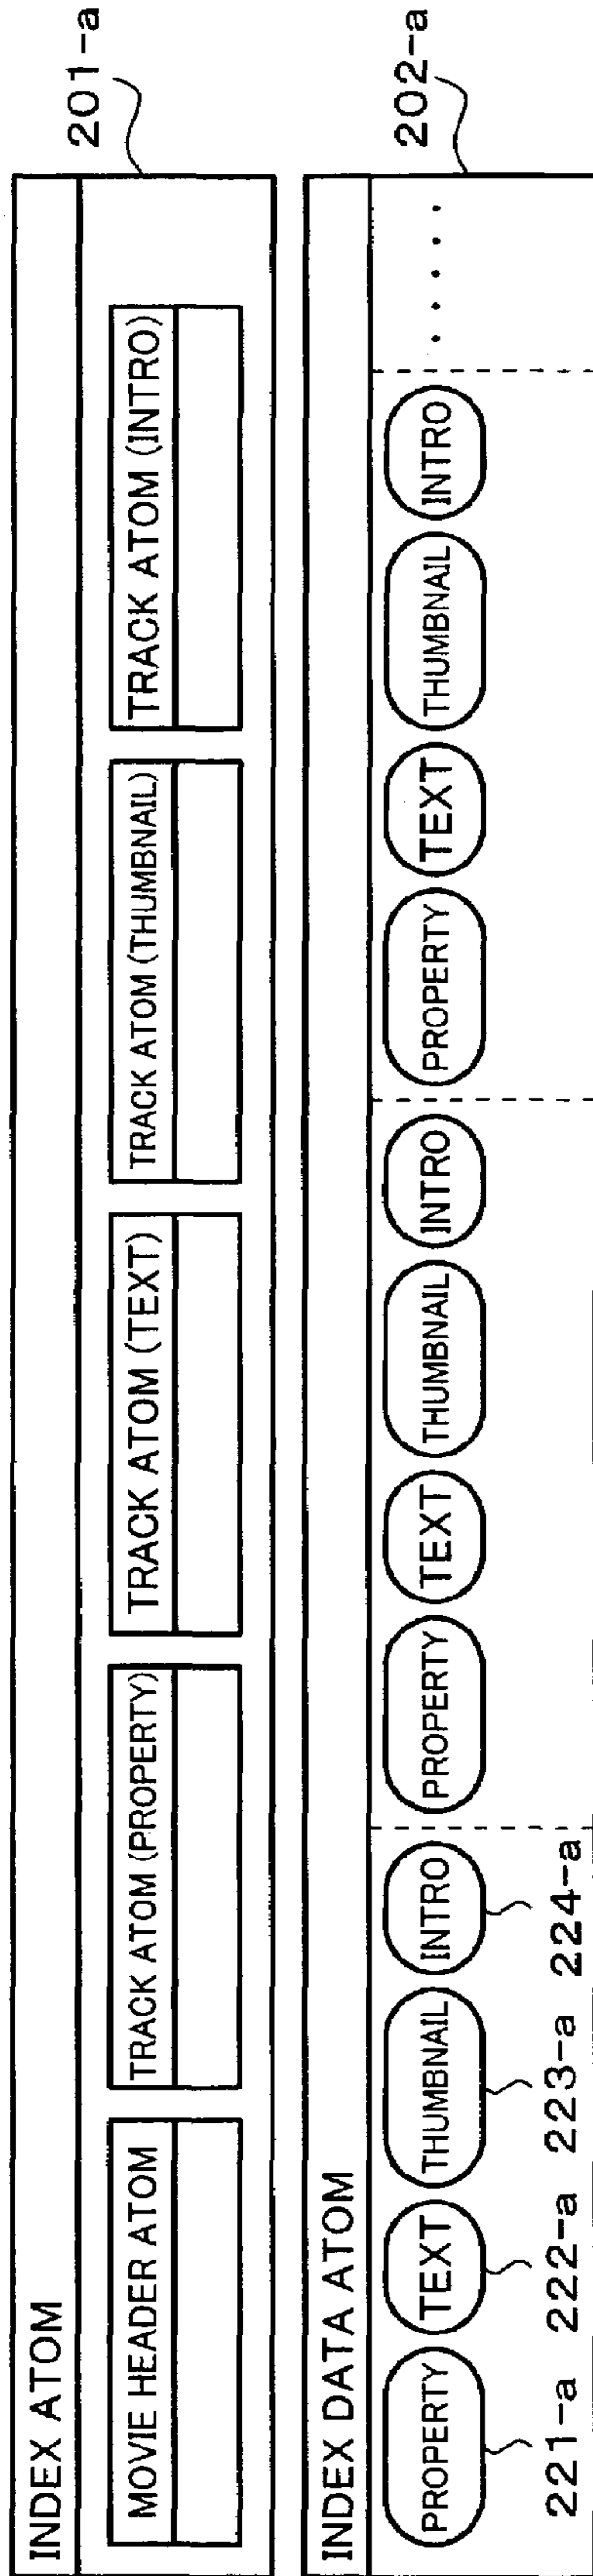 INDEX ATOM
201-a
MOVIE HEADER ATOM
TRACK ATOM (PROPERTY)
TRACK ATOM (TEXT)
TRACK ATOM (THUMBNAIL)
TRACK ATOM (INTRO)
INDEX DATA ATOM
202-a
PROPERTY TEXT THUMBNAIL INTRO PROPERTY TEXT THUMBNAIL INTRO PROPERTY TEXT THUMBNAIL INTRO .....
221-a 222-a 223-a 224-a